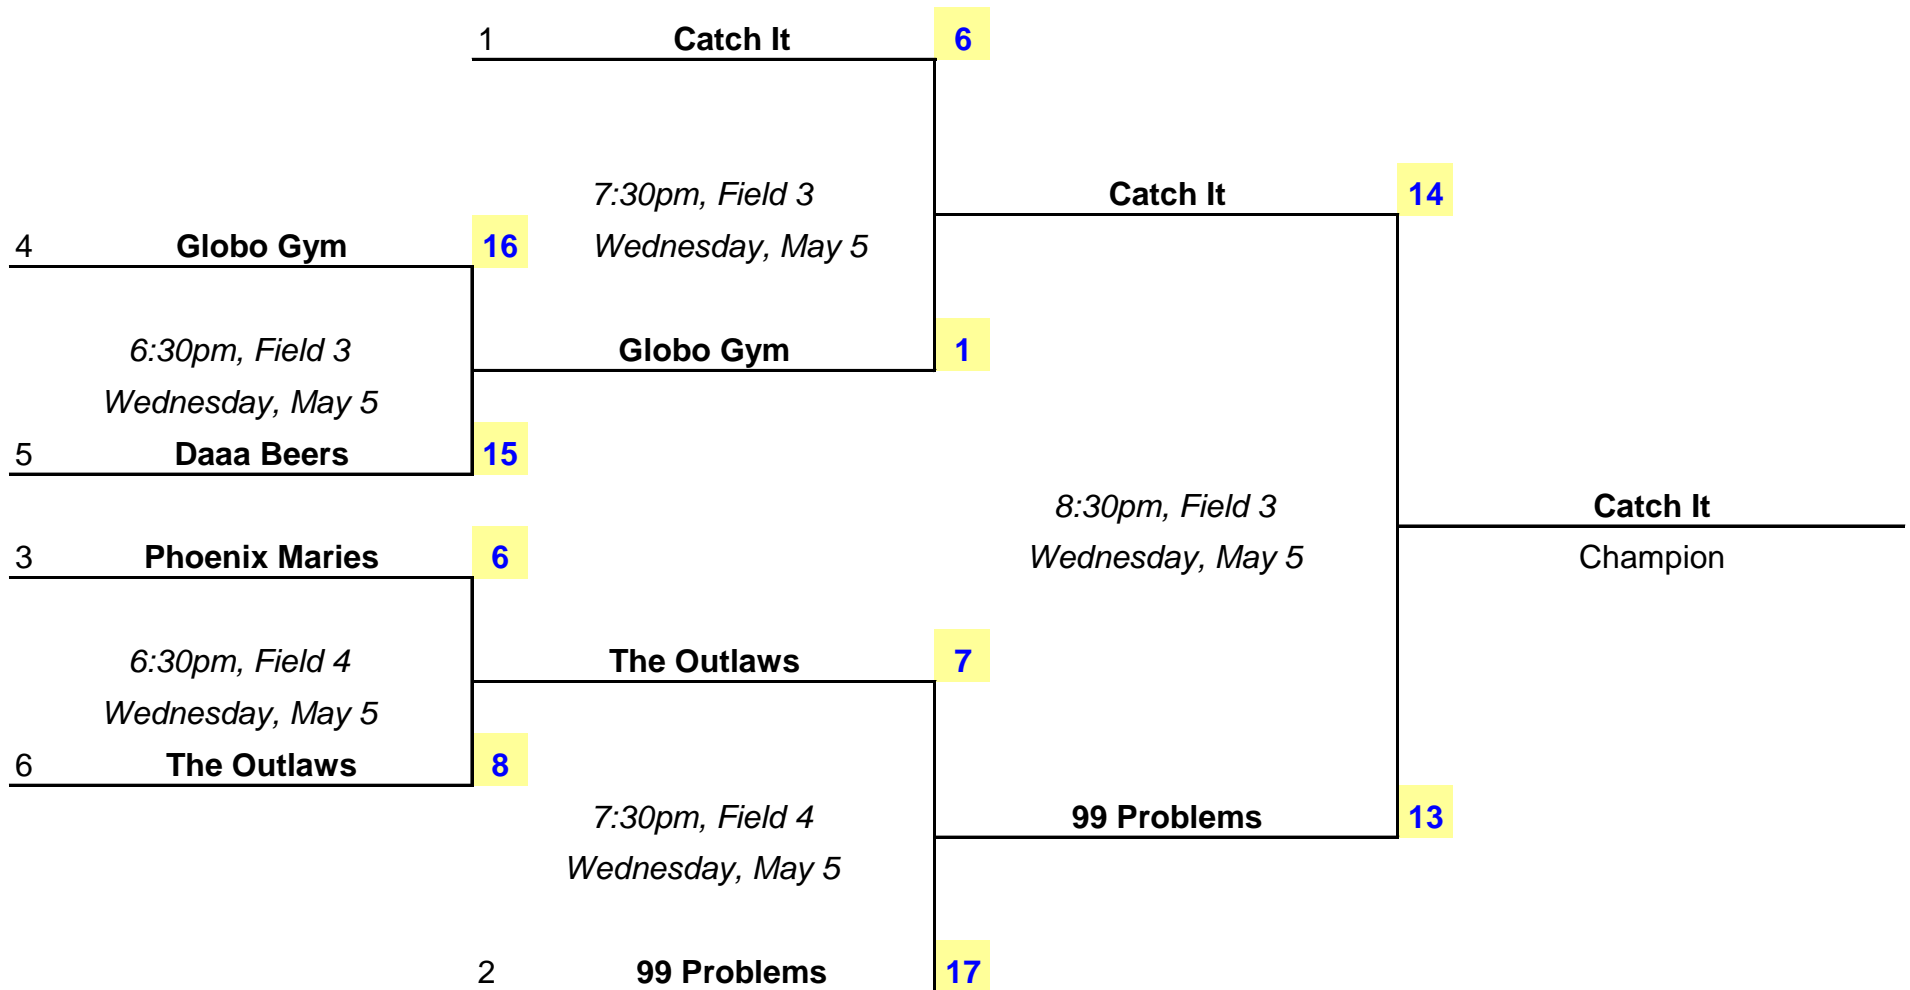 1 Catch It 6
7:30pm, Field 3 Catch It 14
4 Globo Gym 16 Wednesday, May 5
6:30pm, Field 3 Globo Gym 1
Wednesday, May 5
5 Daaa Beers 15
8:30pm, Field 3 Catch It
3 Phoenix Maries 6 Wednesday, May 5 Champion
6:30pm, Field 4 The Outlaws 7
Wednesday, May 5
6 The Outlaws 8
7:30pm, Field 4 99 Problems 13
Wednesday, May 5
2 99 Problems 17